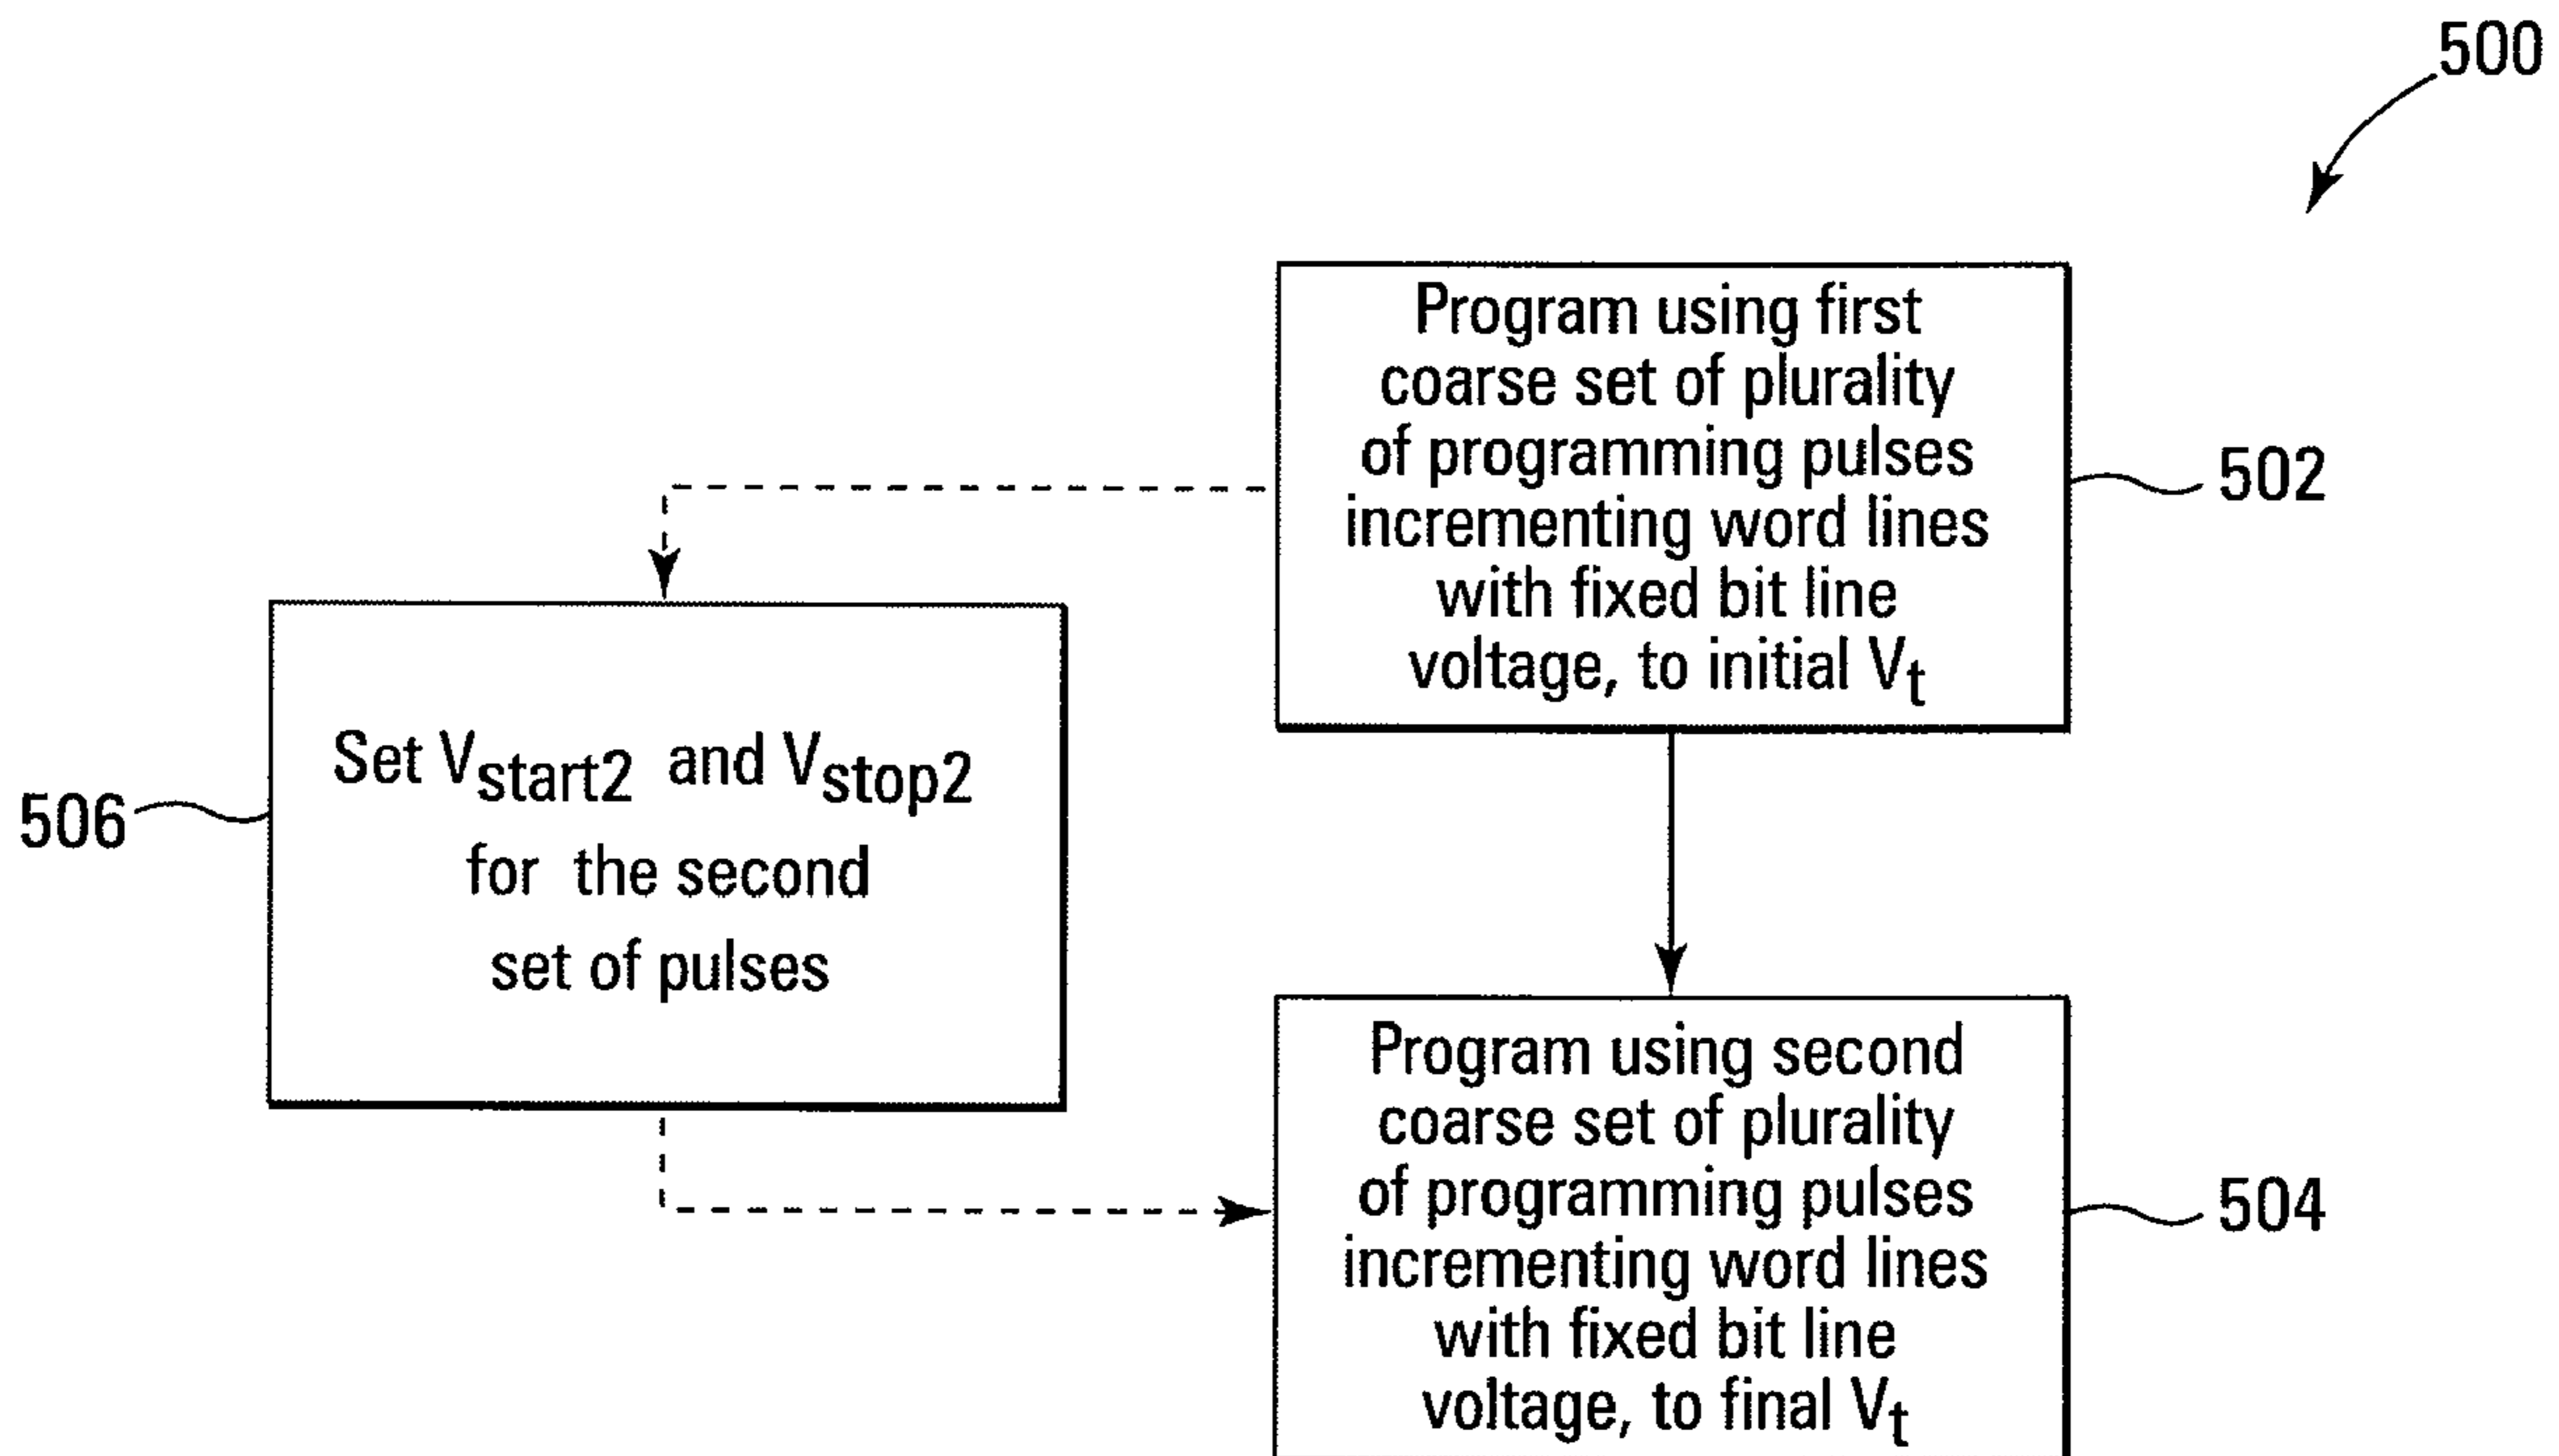 500
Program using first
coarse set of plurality
of programming pulses
incrementing word lines
with fixed bit line
voltage, to initial Vt
502
Set Vstart2 and Vstop2
for the second
set of pulses
506
Program using second
coarse set of plurality
of programming pulses
incrementing word lines
with fixed bit line
voltage, to final Vt
504